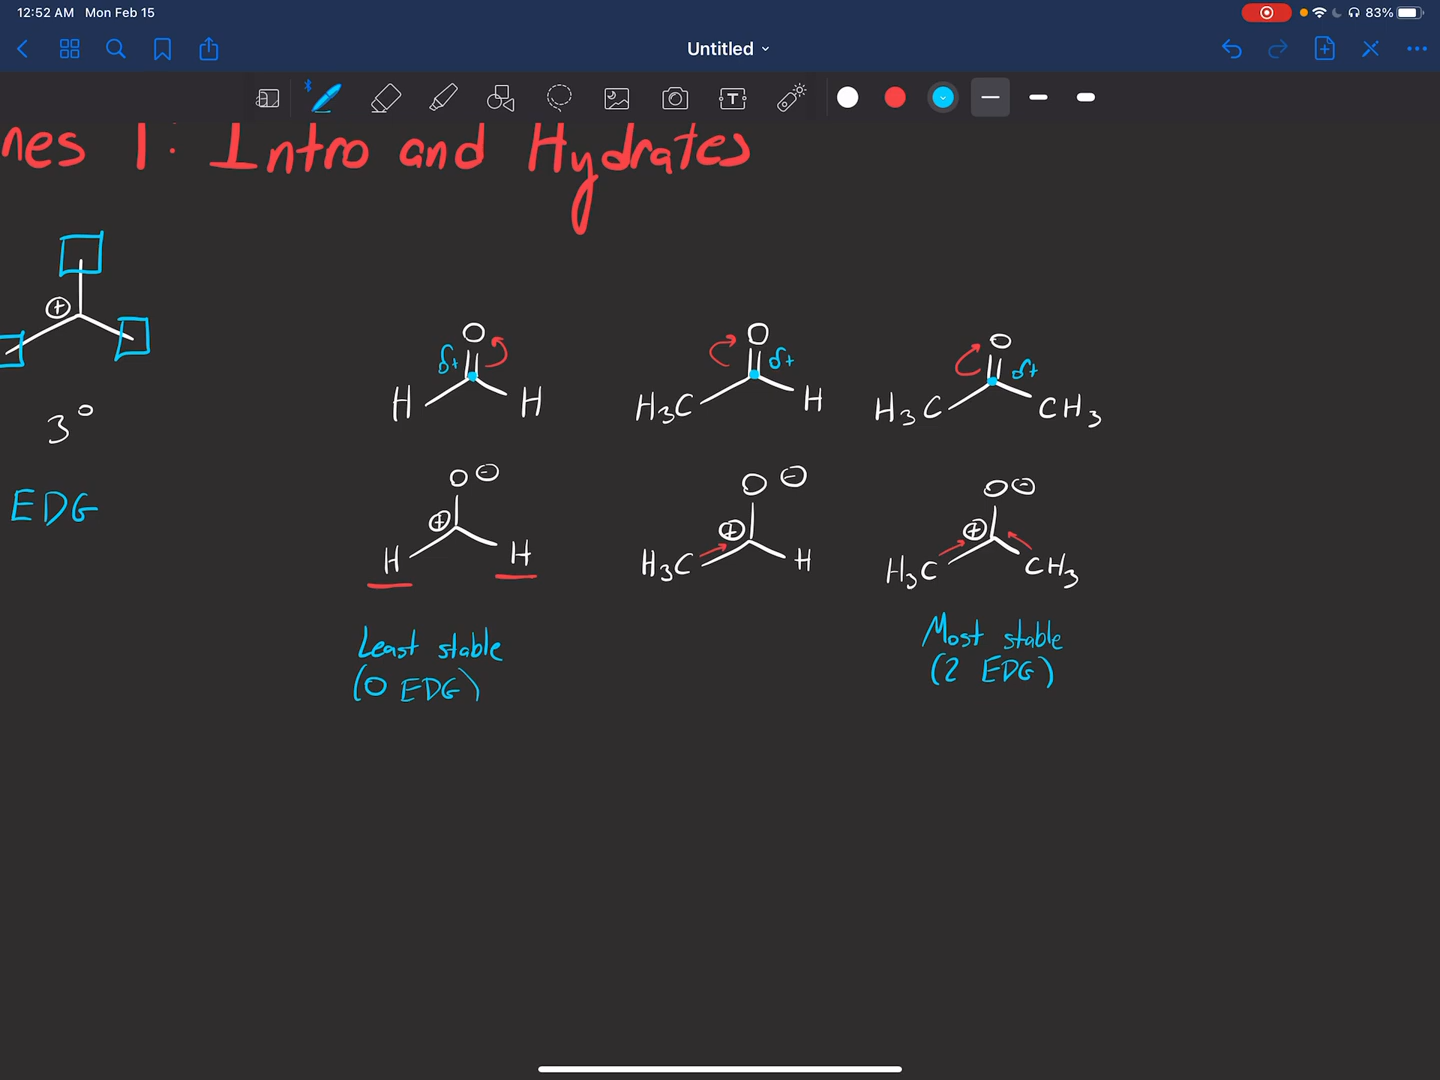 12:52 AM Mon Feb 15
83%
Untitled
T
nes 1: Intro and Hydrates
3°
EDG
O
δ+
H
H
O
δ+
H₃C
H
O
δ+
H₃C
CH₃
O⊖
⊕
H
H
O⊖
⊕
H₃C
H
O⊖
⊕
H₃C
CH₃
⊕
Least stable
(0 EDG)
Most stable
(2 EDG)